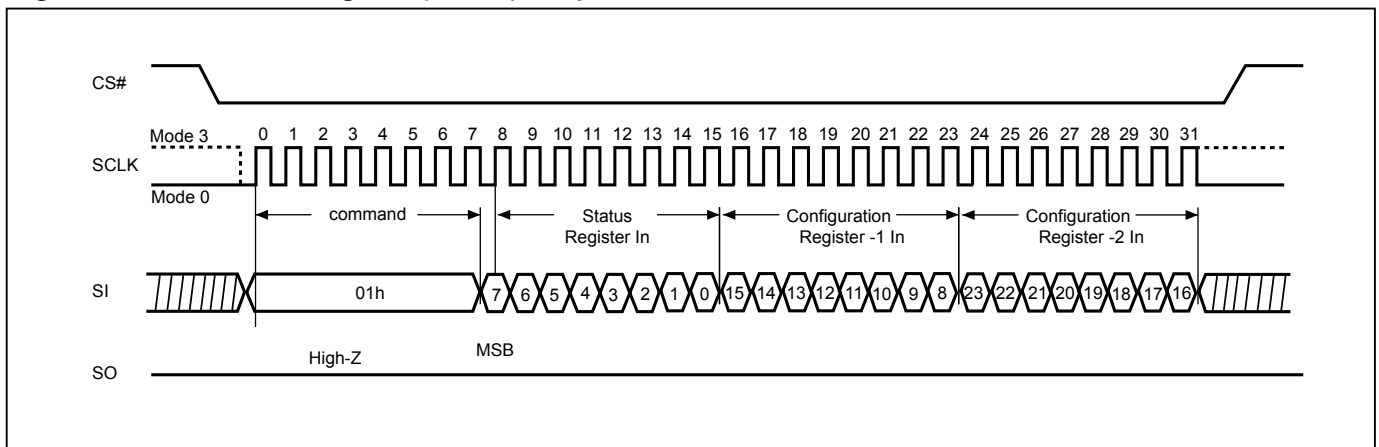 CS#
Mode 3
0 1 2 3 4 5 6 7 8 9 10 11 12 13 14 15 16 17 18 19 20 21 22 23 24 25 26 27 28 29 30 31
SCLK
Mode 0
command
Status Register In
Configuration Register -1 In
Configuration Register -2 In
SI
01h
7 6 5 4 3 2 1 0 15 14 13 12 11 10 9 8 23 22 21 20 19 18 17 16
High-Z
MSB
SO